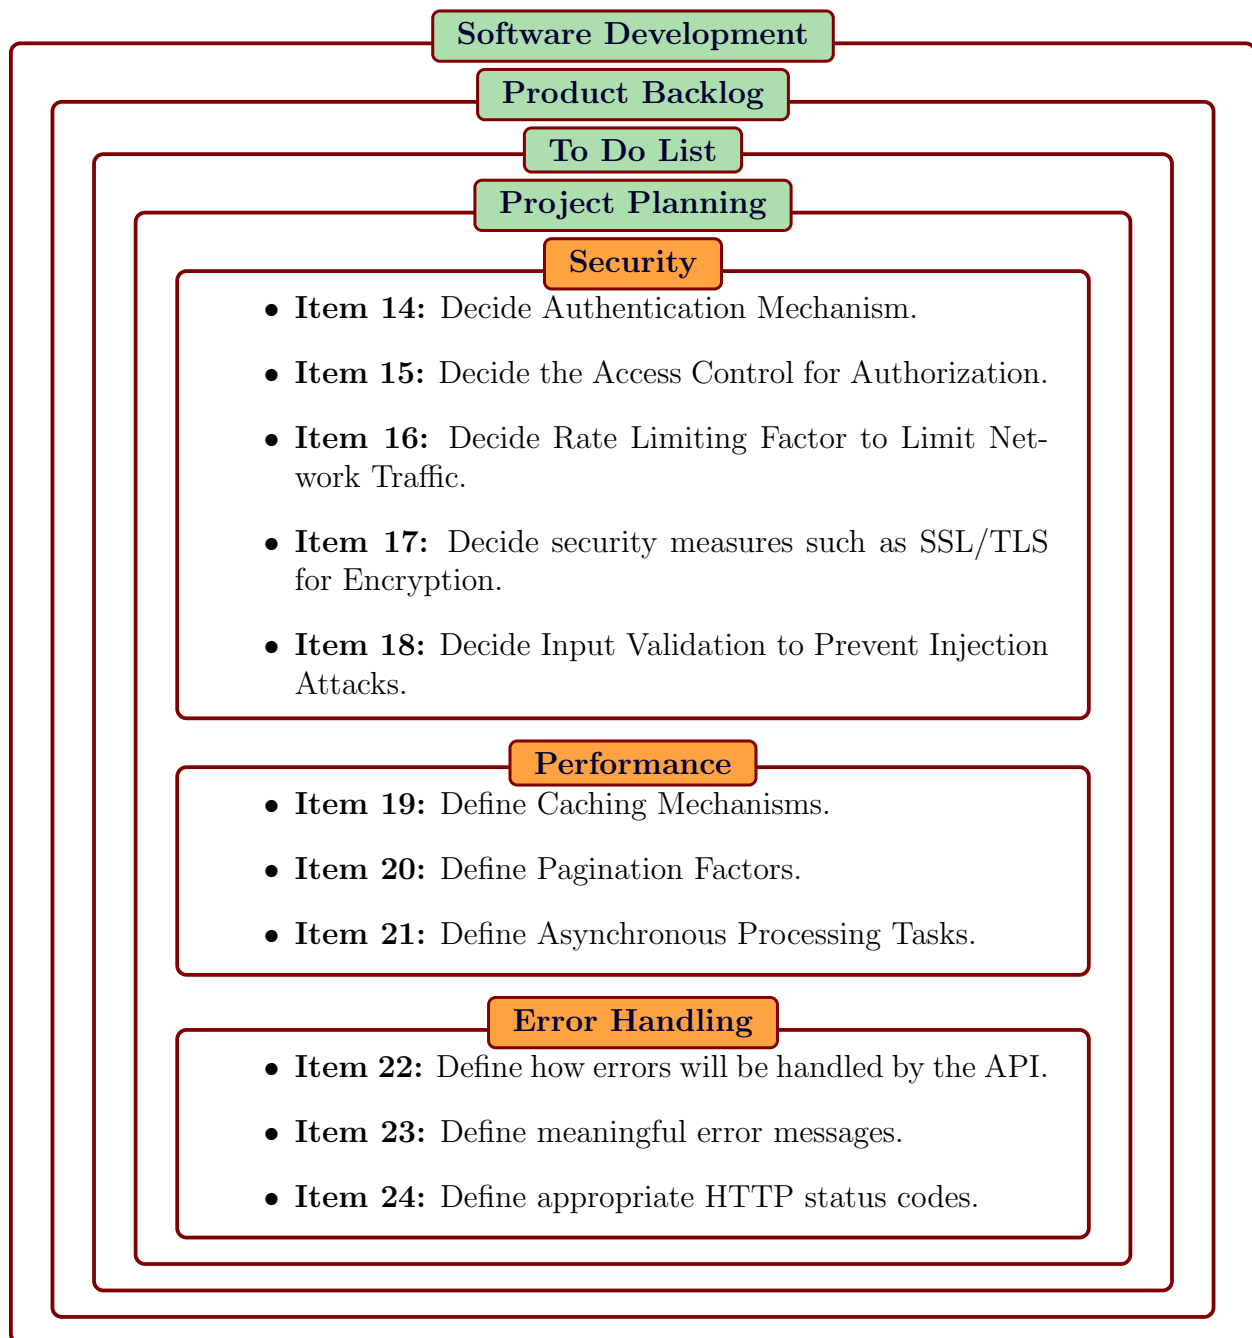 Software Development
Product Backlog
To Do List
Project Planning
Security
• Item 14: Decide Authentication Mechanism.
• Item 15: Decide the Access Control for Authorization.
• Item 16: Decide Rate Limiting Factor to Limit Net-
work Traffic.
• Item 17: Decide security measures such as SSL/TLS
for Encryption.
• Item 18: Decide Input Validation to Prevent Injection
Attacks.
Performance
• Item 19: Define Caching Mechanisms.
• Item 20: Define Pagination Factors.
• Item 21: Define Asynchronous Processing Tasks.
Error Handling
• Item 22: Define how errors will be handled by the API.
• Item 23: Define meaningful error messages.
• Item 24: Define appropriate HTTP status codes.